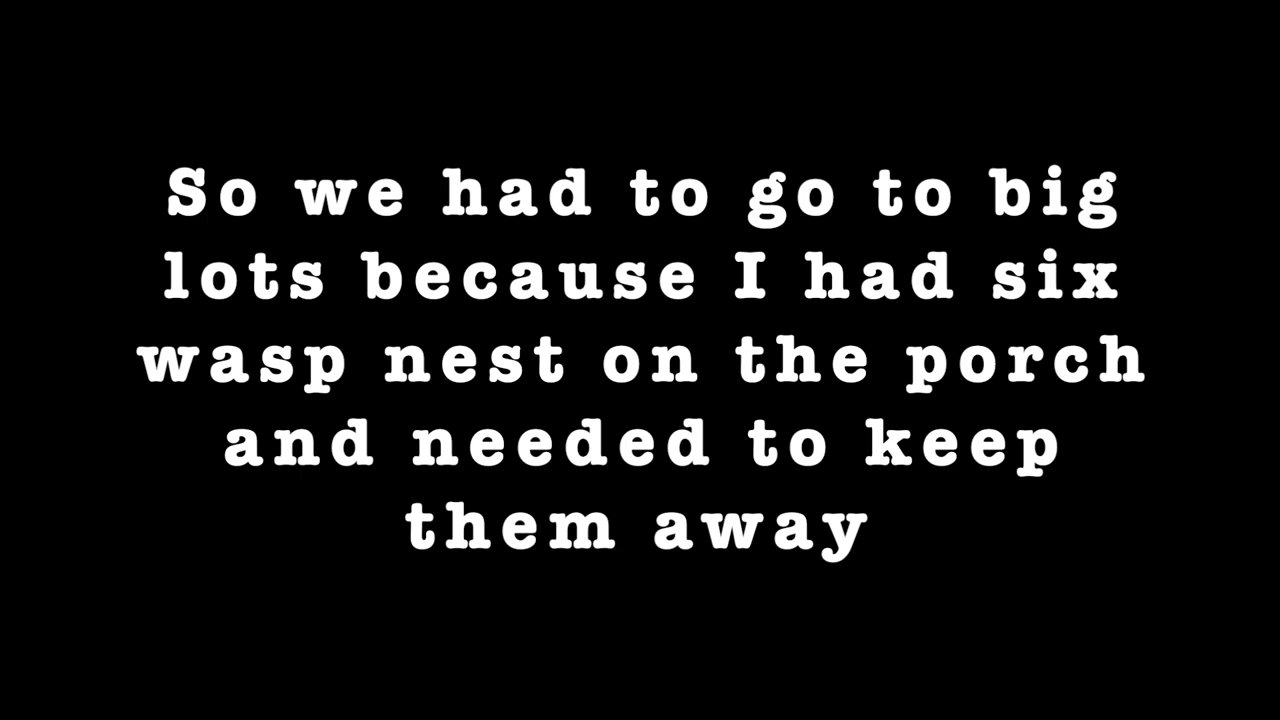 So we had to go to big
lots because I had six
wasp nest on the porch
and needed to keep
them away